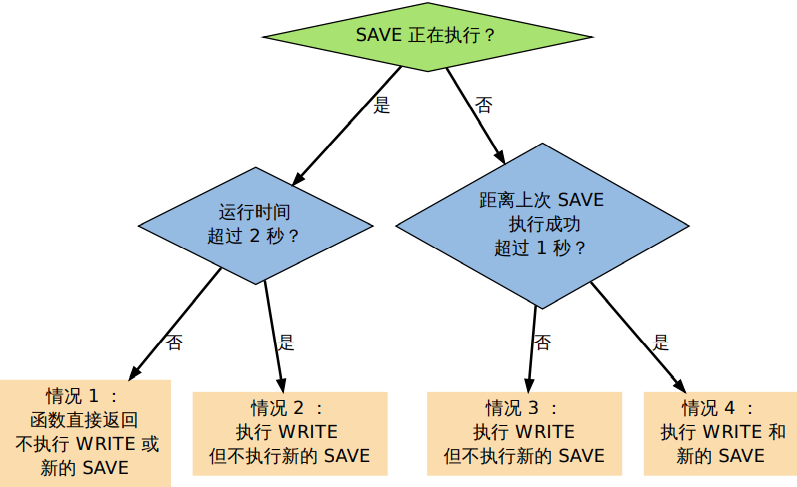 SAVE 正在执行？
是
否
运行时间
超过 2 秒？
距离上次 SAVE
执行成功
超过 1 秒？
否
是
否
是
情况 1 ：
函数直接返回
不执行 WRITE 或
新的 SAVE
情况 2 ：
执行 WRITE
但不执行新的 SAVE
情况 3 ：
执行 WRITE
但不执行新的 SAVE
情况 4 ：
执行 WRITE 和
新的 SAVE